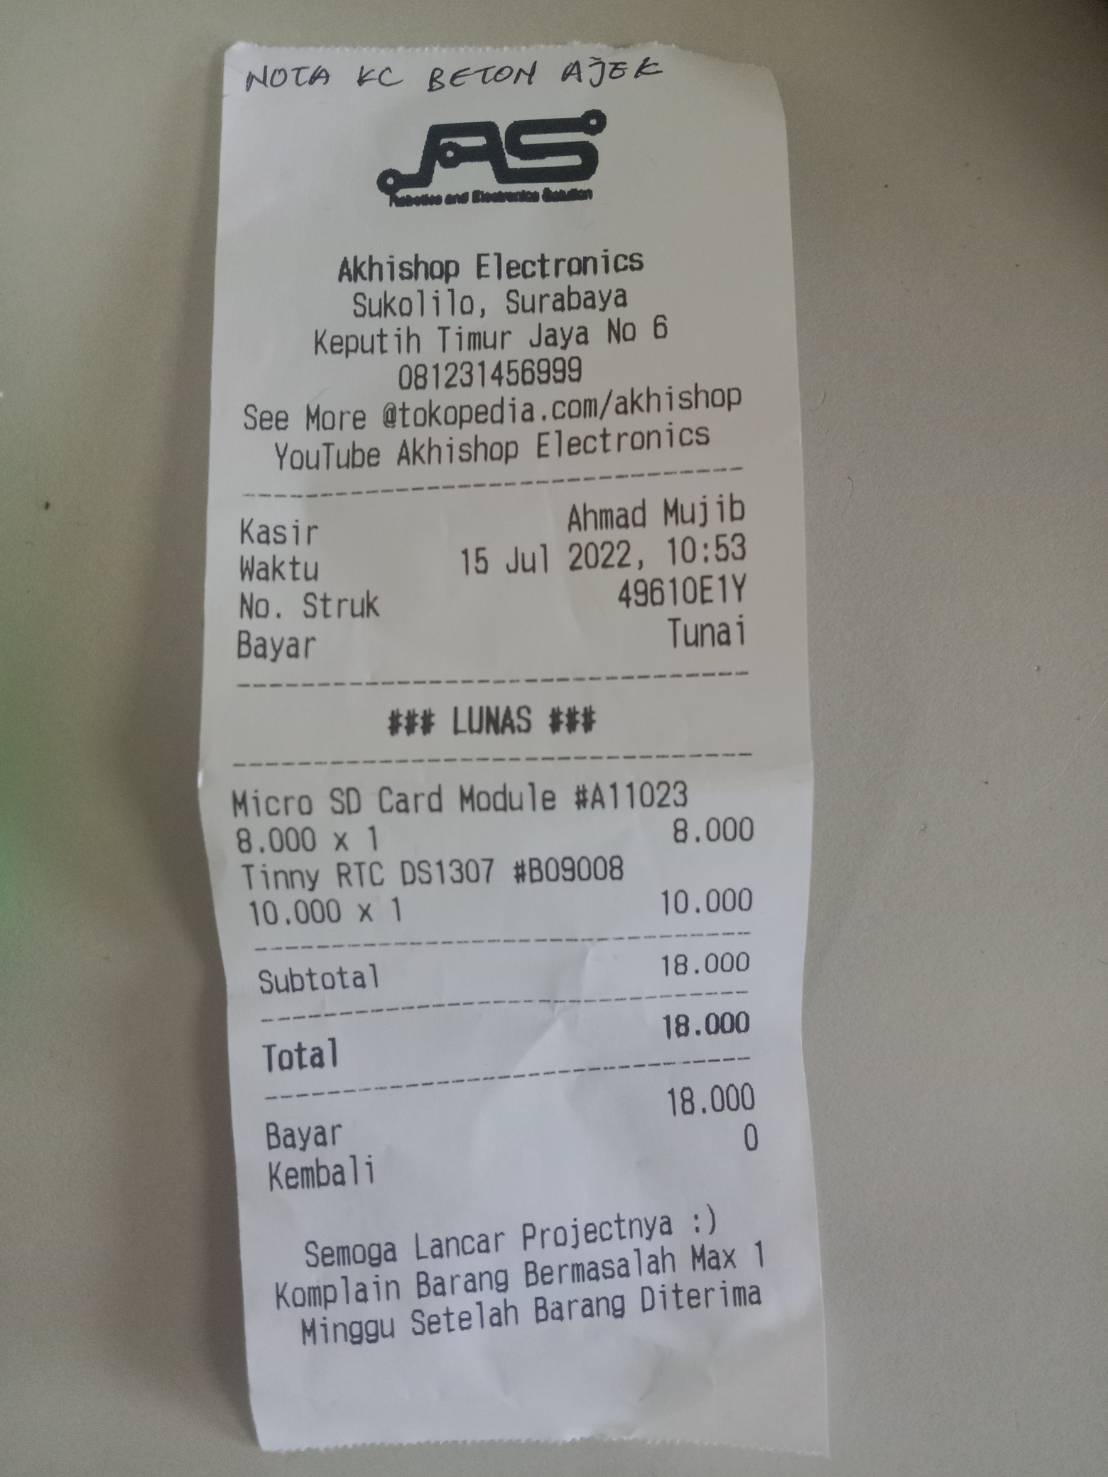 NOTA KC BETON AJEK
AS
Robotics and Electronics Solution
Akhishop Electronics
Sukolilo, Surabaya
Keputih Timur Jaya No 6
081231456999
See More @tokopedia.com/akhishop
YouTube Akhishop Electronics
--------------------------------
Kasir Ahmad Mujib
Waktu 15 Jul 2022, 10:53
No. Struk 49610E1Y
Bayar Tunai
--------------------------------
### LUNAS ###
--------------------------------
Micro SD Card Module #A11023
8.000 x 1 8.000
Tinny RTC DS1307 #B09008
10.000 x 1 10.000
--------------------------------
Subtotal 18.000
--------------------------------
Total 18.000
--------------------------------
Bayar 18.000
Kembali 0
Semoga Lancar Projectnya :)
Komplain Barang Bermasalah Max 1
Minggu Setelah Barang Diterima